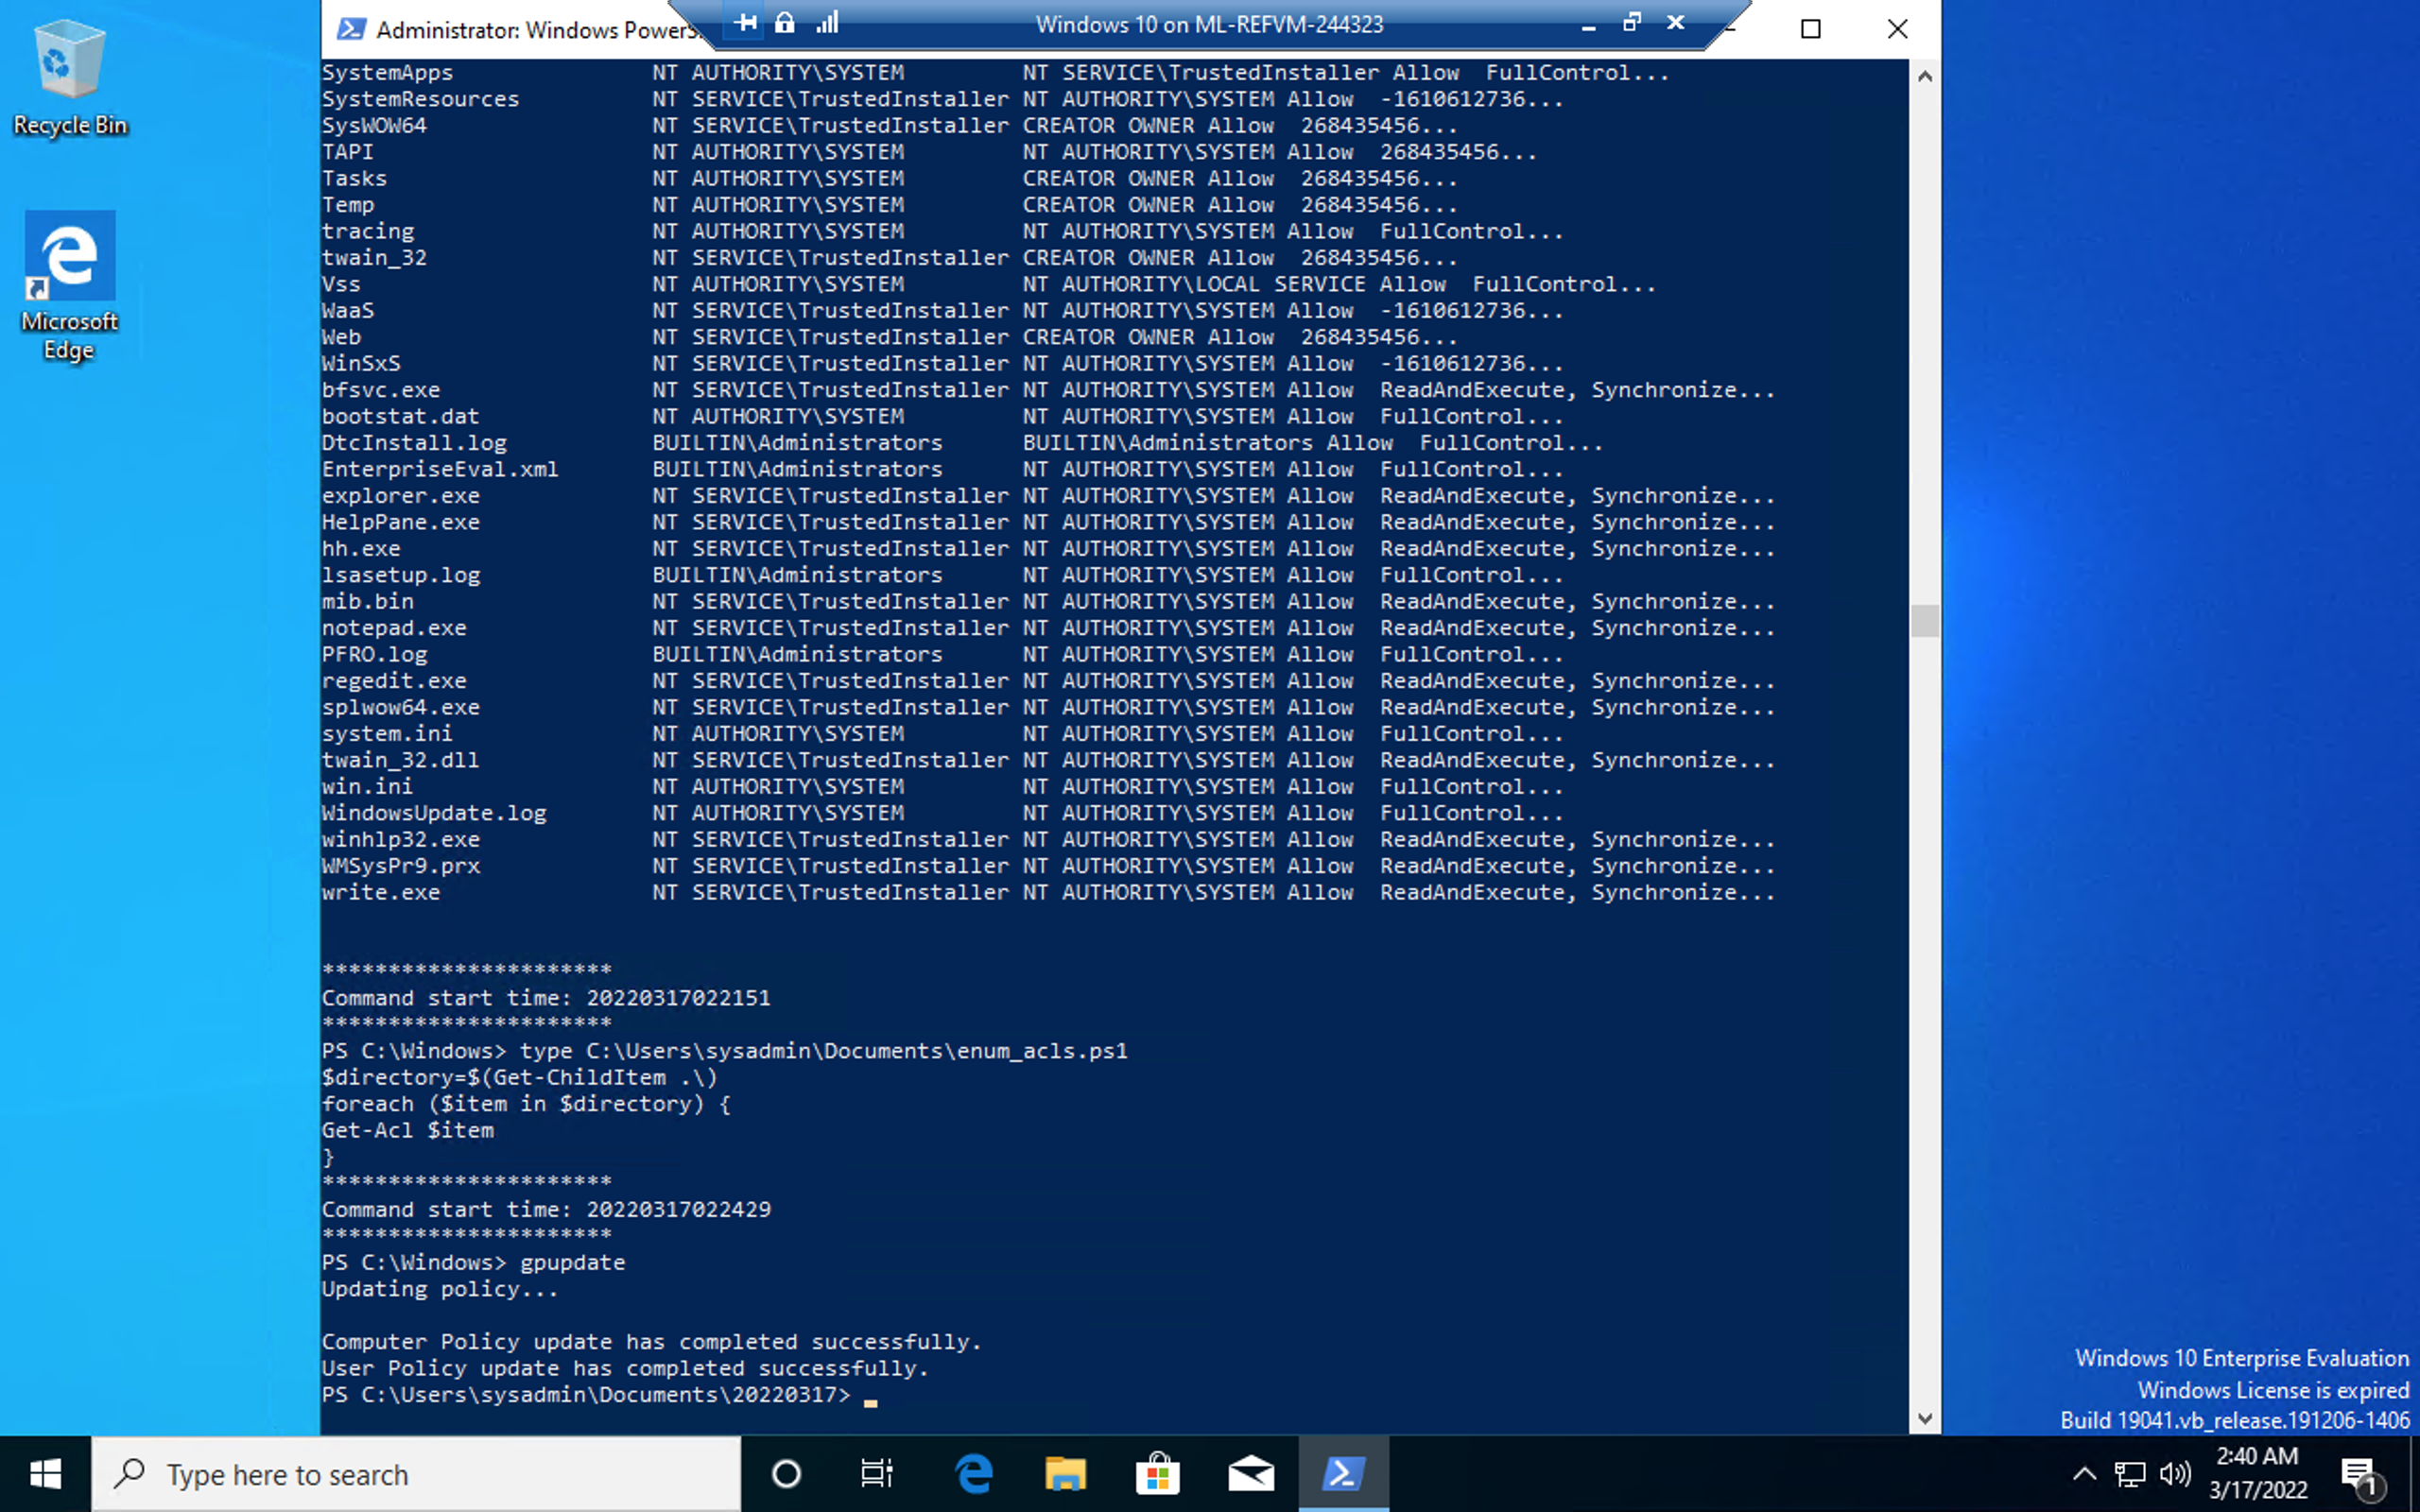 Recycle Bin
Microsoft
Edge
Administrator: Windows PowerS
Windows 10 on ML-REFVM-244323
SystemApps NT AUTHORITY\SYSTEM NT SERVICE\TrustedInstaller Allow FullControl...
SystemResources NT SERVICE\TrustedInstaller NT AUTHORITY\SYSTEM Allow -1610612736...
SysWOW64 NT SERVICE\TrustedInstaller CREATOR OWNER Allow 268435456...
TAPI NT AUTHORITY\SYSTEM NT AUTHORITY\SYSTEM Allow 268435456...
Tasks NT AUTHORITY\SYSTEM CREATOR OWNER Allow 268435456...
Temp NT AUTHORITY\SYSTEM CREATOR OWNER Allow 268435456...
tracing NT AUTHORITY\SYSTEM NT AUTHORITY\SYSTEM Allow FullControl...
twain_32 NT SERVICE\TrustedInstaller CREATOR OWNER Allow 268435456...
Vss NT AUTHORITY\SYSTEM NT AUTHORITY\LOCAL SERVICE Allow FullControl...
WaaS NT SERVICE\TrustedInstaller NT AUTHORITY\SYSTEM Allow -1610612736...
Web NT SERVICE\TrustedInstaller CREATOR OWNER Allow 268435456...
WinSxS NT SERVICE\TrustedInstaller NT AUTHORITY\SYSTEM Allow -1610612736...
bfsvc.exe NT SERVICE\TrustedInstaller NT AUTHORITY\SYSTEM Allow ReadAndExecute, Synchronize...
bootstat.dat NT AUTHORITY\SYSTEM NT AUTHORITY\SYSTEM Allow FullControl...
DtcInstall.log BUILTIN\Administrators BUILTIN\Administrators Allow FullControl...
EnterpriseEval.xml BUILTIN\Administrators NT AUTHORITY\SYSTEM Allow FullControl...
explorer.exe NT SERVICE\TrustedInstaller NT AUTHORITY\SYSTEM Allow ReadAndExecute, Synchronize...
HelpPane.exe NT SERVICE\TrustedInstaller NT AUTHORITY\SYSTEM Allow ReadAndExecute, Synchronize...
hh.exe NT SERVICE\TrustedInstaller NT AUTHORITY\SYSTEM Allow ReadAndExecute, Synchronize...
lsasetup.log BUILTIN\Administrators NT AUTHORITY\SYSTEM Allow FullControl...
mib.bin NT SERVICE\TrustedInstaller NT AUTHORITY\SYSTEM Allow ReadAndExecute, Synchronize...
notepad.exe NT SERVICE\TrustedInstaller NT AUTHORITY\SYSTEM Allow ReadAndExecute, Synchronize...
PFRO.log BUILTIN\Administrators NT AUTHORITY\SYSTEM Allow FullControl...
regedit.exe NT SERVICE\TrustedInstaller NT AUTHORITY\SYSTEM Allow ReadAndExecute, Synchronize...
splwow64.exe NT SERVICE\TrustedInstaller NT AUTHORITY\SYSTEM Allow ReadAndExecute, Synchronize...
system.ini NT AUTHORITY\SYSTEM NT AUTHORITY\SYSTEM Allow FullControl...
twain_32.dll NT SERVICE\TrustedInstaller NT AUTHORITY\SYSTEM Allow ReadAndExecute, Synchronize...
win.ini NT AUTHORITY\SYSTEM NT AUTHORITY\SYSTEM Allow FullControl...
WindowsUpdate.log NT AUTHORITY\SYSTEM NT AUTHORITY\SYSTEM Allow FullControl...
winhlp32.exe NT SERVICE\TrustedInstaller NT AUTHORITY\SYSTEM Allow ReadAndExecute, Synchronize...
WMSysPr9.prx NT SERVICE\TrustedInstaller NT AUTHORITY\SYSTEM Allow ReadAndExecute, Synchronize...
write.exe NT SERVICE\TrustedInstaller NT AUTHORITY\SYSTEM Allow ReadAndExecute, Synchronize...
**********************
Command start time: 20220317022151
**********************
PS C:\Windows> type C:\Users\sysadmin\Documents\enum_acls.ps1
$directory=$(Get-ChildItem .\)
foreach ($item in $directory) {
Get-Acl $item
}
**********************
Command start time: 20220317022429
**********************
PS C:\Windows> gpupdate
Updating policy...
Computer Policy update has completed successfully.
User Policy update has completed successfully.
PS C:\Users\sysadmin\Documents\20220317>
Windows 10 Enterprise Evaluation
Windows License is expired
Build 19041.vb_release.191206-1406
Type here to search
2:40 AM
3/17/2022
1